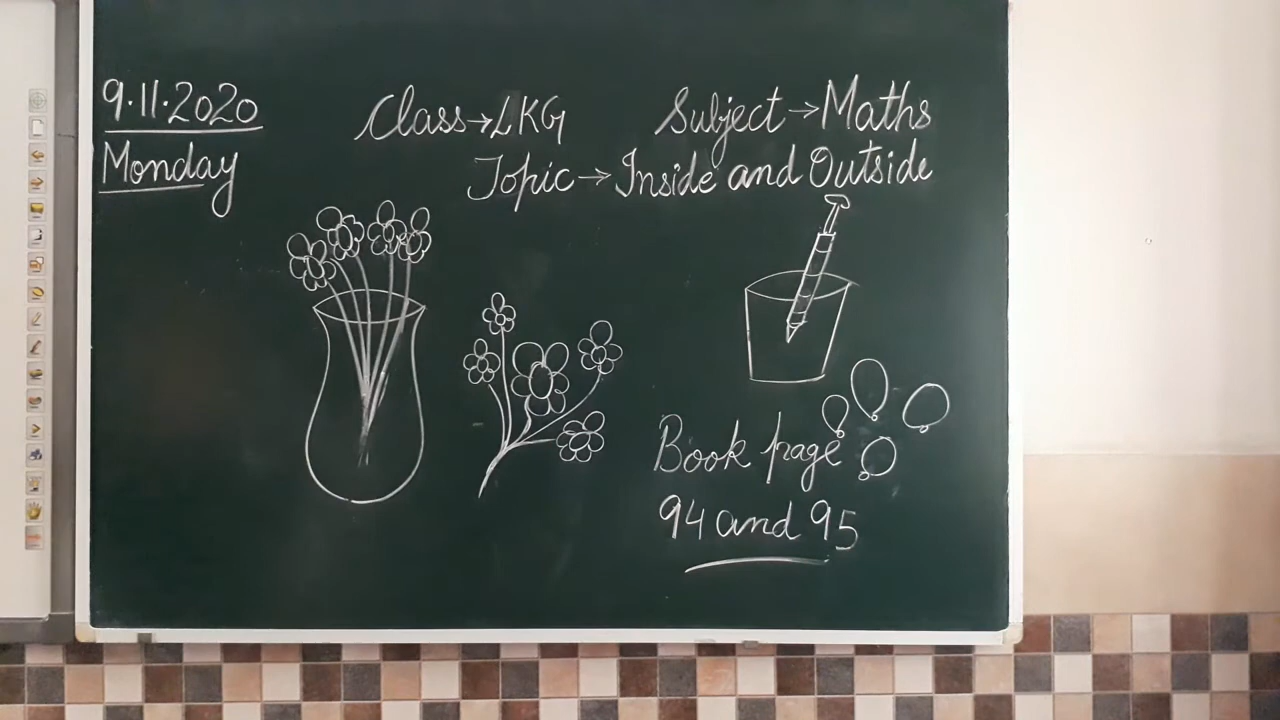 9.11.2020
Monday
Class→LKG
Subject→Maths
Topic→Inside and Outside
Book page
94 and 95